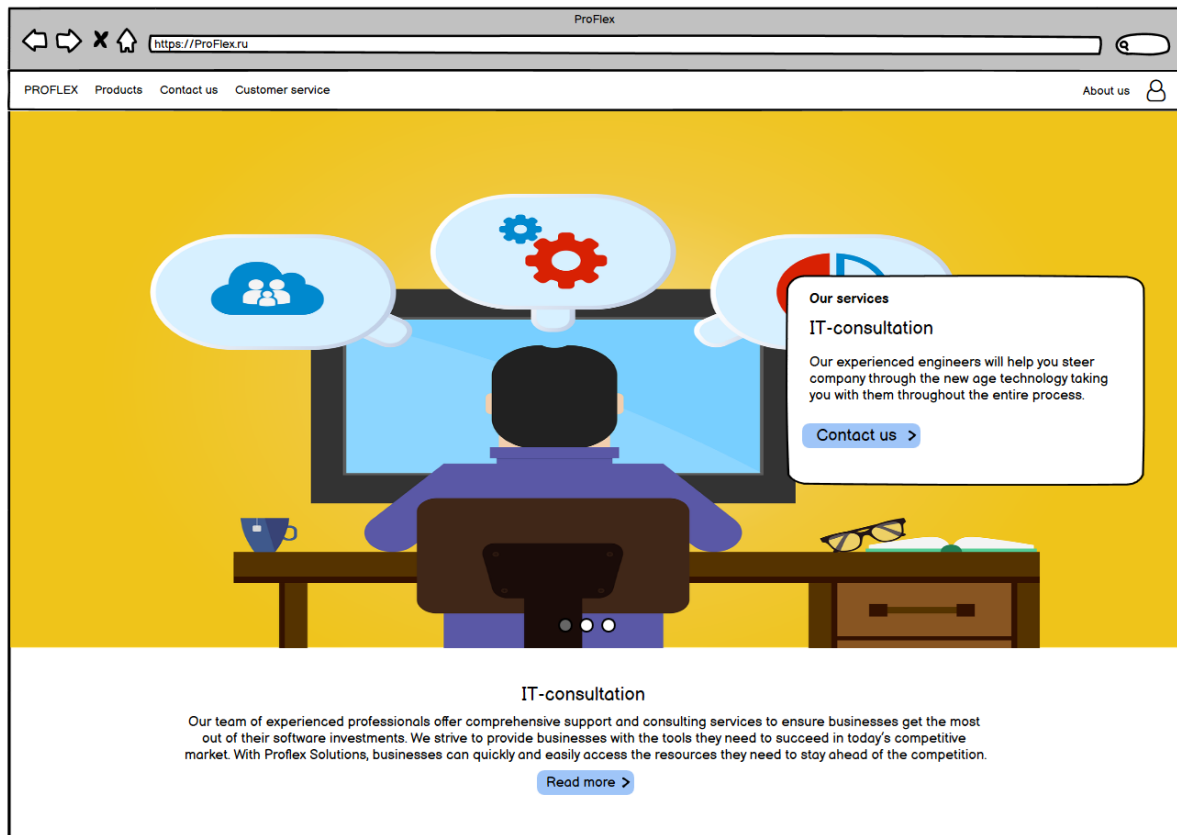 ProFlex
https://ProFlex.ru
PROFLEX Products Contact us Customer service About us
Our services
IT-consultation
Our experienced engineers will help you steer
company through the new age technology taking
you with them throughout the entire process.
Contact us >
IT-consultation
Our team of experienced professionals offer comprehensive support and consulting services to ensure businesses get the most
out of their software investments. We strive to provide businesses with the tools they need to succeed in today's competitive
market. With Proflex Solutions, businesses can quickly and easily access the resources they need to stay ahead of the competition.
Read more >